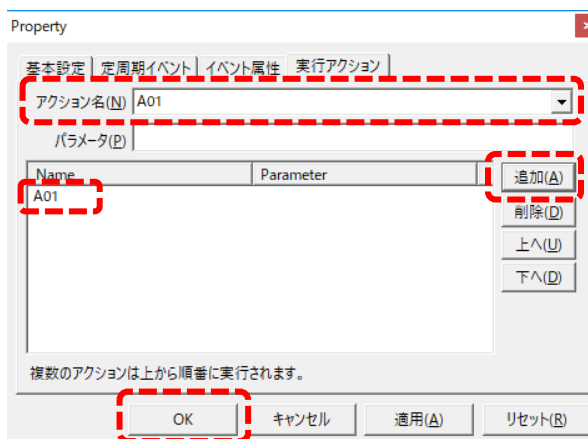 Property
基本設定 定周期イベント イベント属性 実行アクション
アクション名(N) A01
パラメータ(P)
Name Parameter 追加(A)
A01
削除(D)
上へ(U)
下へ(D)
複数のアクションは上から順番に実行されます。
OK キャンセル 適用(A) リセット(R)